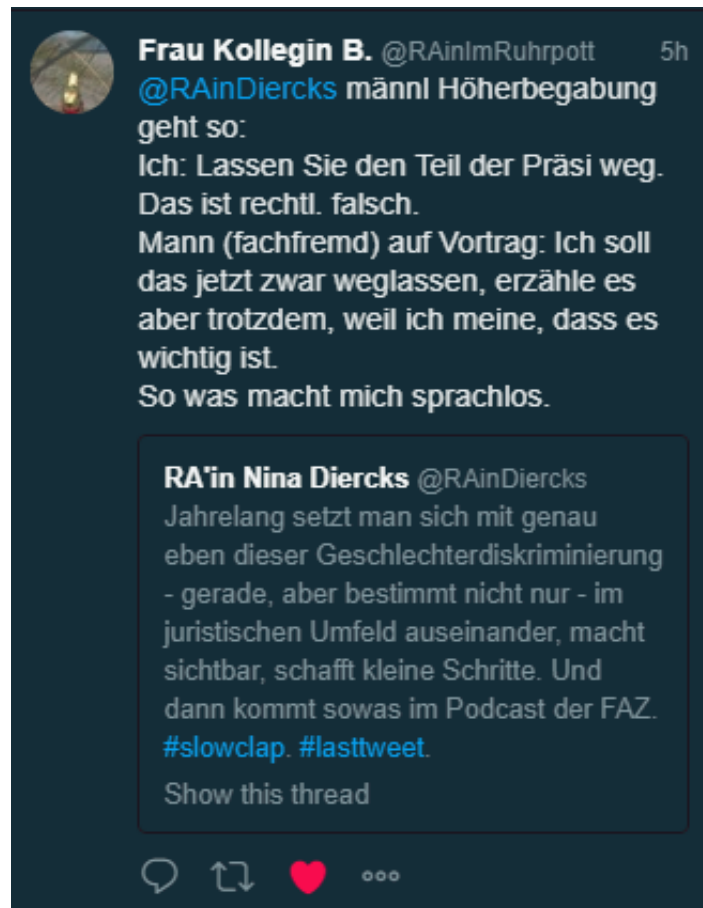 Frau Kollegin B. @RAinImRuhrpott 5h
@RAinDiercks männl Höherbegabung
geht so:
Ich: Lassen Sie den Teil der Präsi weg.
Das ist rechtl. falsch.
Mann (fachfremd) auf Vortrag: Ich soll
das jetzt zwar weglassen, erzähle es
aber trotzdem, weil ich meine, dass es
wichtig ist.
So was macht mich sprachlos.
RA'in Nina Diercks @RAinDiercks
Jahrelang setzt man sich mit genau
eben dieser Geschlechterdiskriminierung
- gerade, aber bestimmt nicht nur - im
juristischen Umfeld auseinander, macht
sichtbar, schafft kleine Schritte. Und
dann kommt sowas im Podcast der FAZ.
#slowclap. #lasttweet.
Show this thread